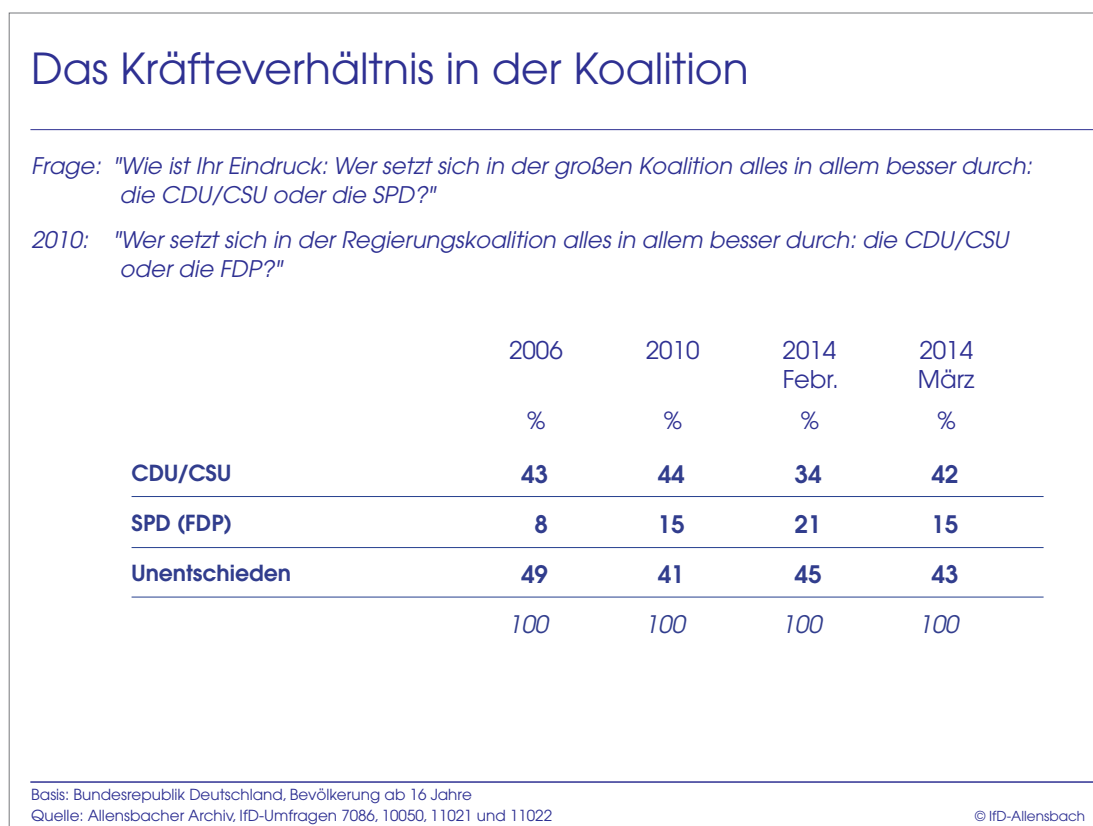 Das Kräfteverhältnis in der Koalition
Frage: "Wie ist Ihr Eindruck: Wer setzt sich in der großen Koalition alles in allem besser durch:
die CDU/CSU oder die SPD?"
2010: "Wer setzt sich in der Regierungskoalition alles in allem besser durch: die CDU/CSU
oder die FDP?"
2006 2010 2014 2014
Febr. März
% % % %
CDU/CSU 43 44 34 42
SPD (FDP) 8 15 21 15
Unentschieden 49 41 45 43
100 100 100 100
Basis: Bundesrepublik Deutschland, Bevölkerung ab 16 Jahre
Quelle: Allensbacher Archiv, IfD-Umfragen 7086, 10050, 11021 und 11022 © IfD-Allensbach